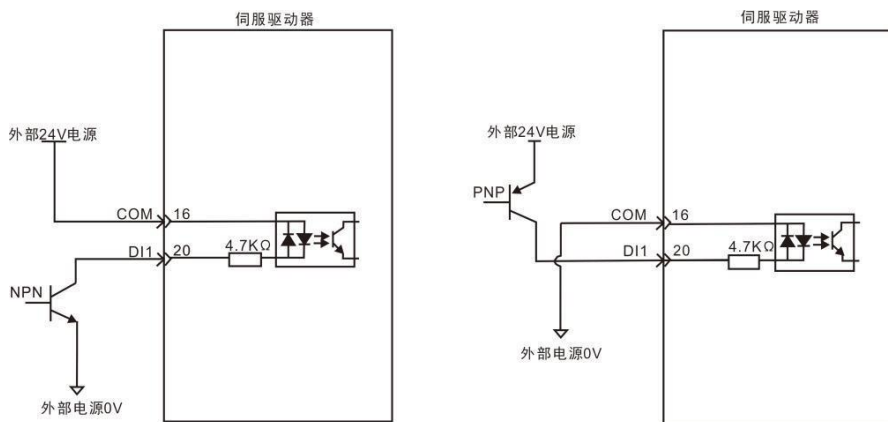 伺服驱动器
外部24V电源
COM
16
DI1
20
4.7KΩ
NPN
外部电源0V
伺服驱动器
外部24V电源
PNP
COM
16
DI1
20
4.7KΩ
外部电源0V